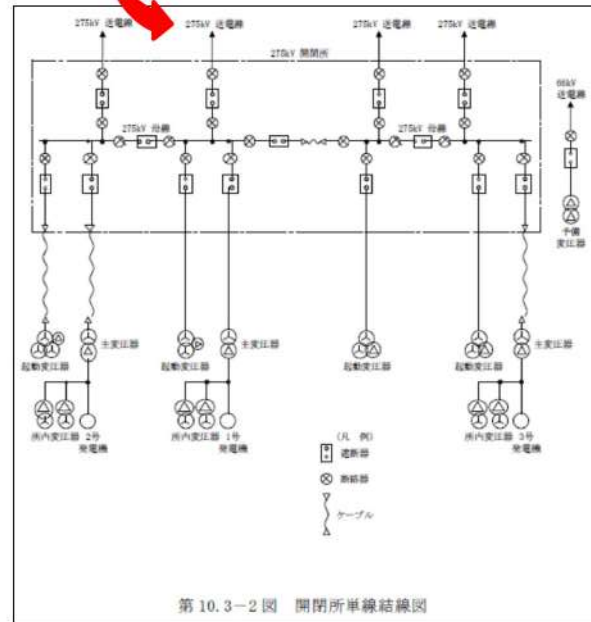 275kV 送電線
275kV 送電線
275kV 送電線
275kV 送電線
275kV 開閉所
66kV
送電線
275kV 母線
275kV 母線
予備
変圧器
主変圧器
主変圧器
主変圧器
起動変圧器
起動変圧器
起動変圧器
起動変圧器
所内変圧器 2号
発電機
所内変圧器 1号
発電機
所内変圧器 3号
発電機
(凡 例)
遮断器
断路器
ケーブル
第 10.3-2図 開閉所単線結線図